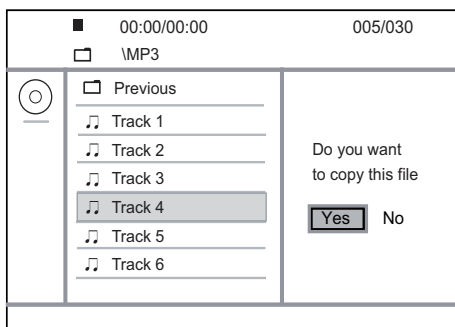 00:00/00:00 005/030
\MP3
Previous
Track 1
Track 2
Track 3
Track 4
Track 5
Track 6
Do you want
to copy this file
Yes No